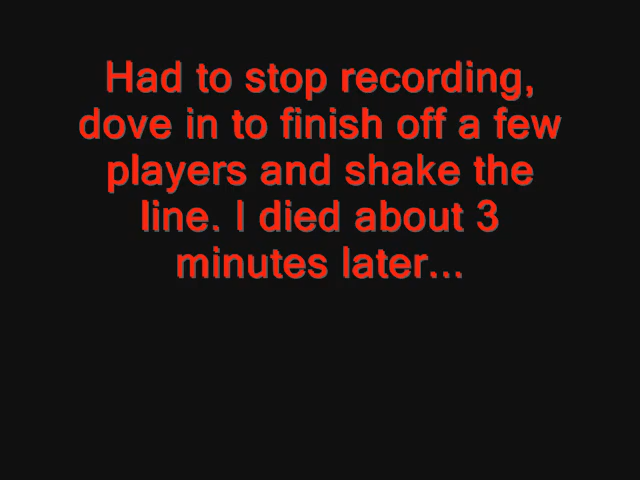 Had to stop recording,
dove in to finish off a few
players and shake the
line. I died about 3
minutes later...